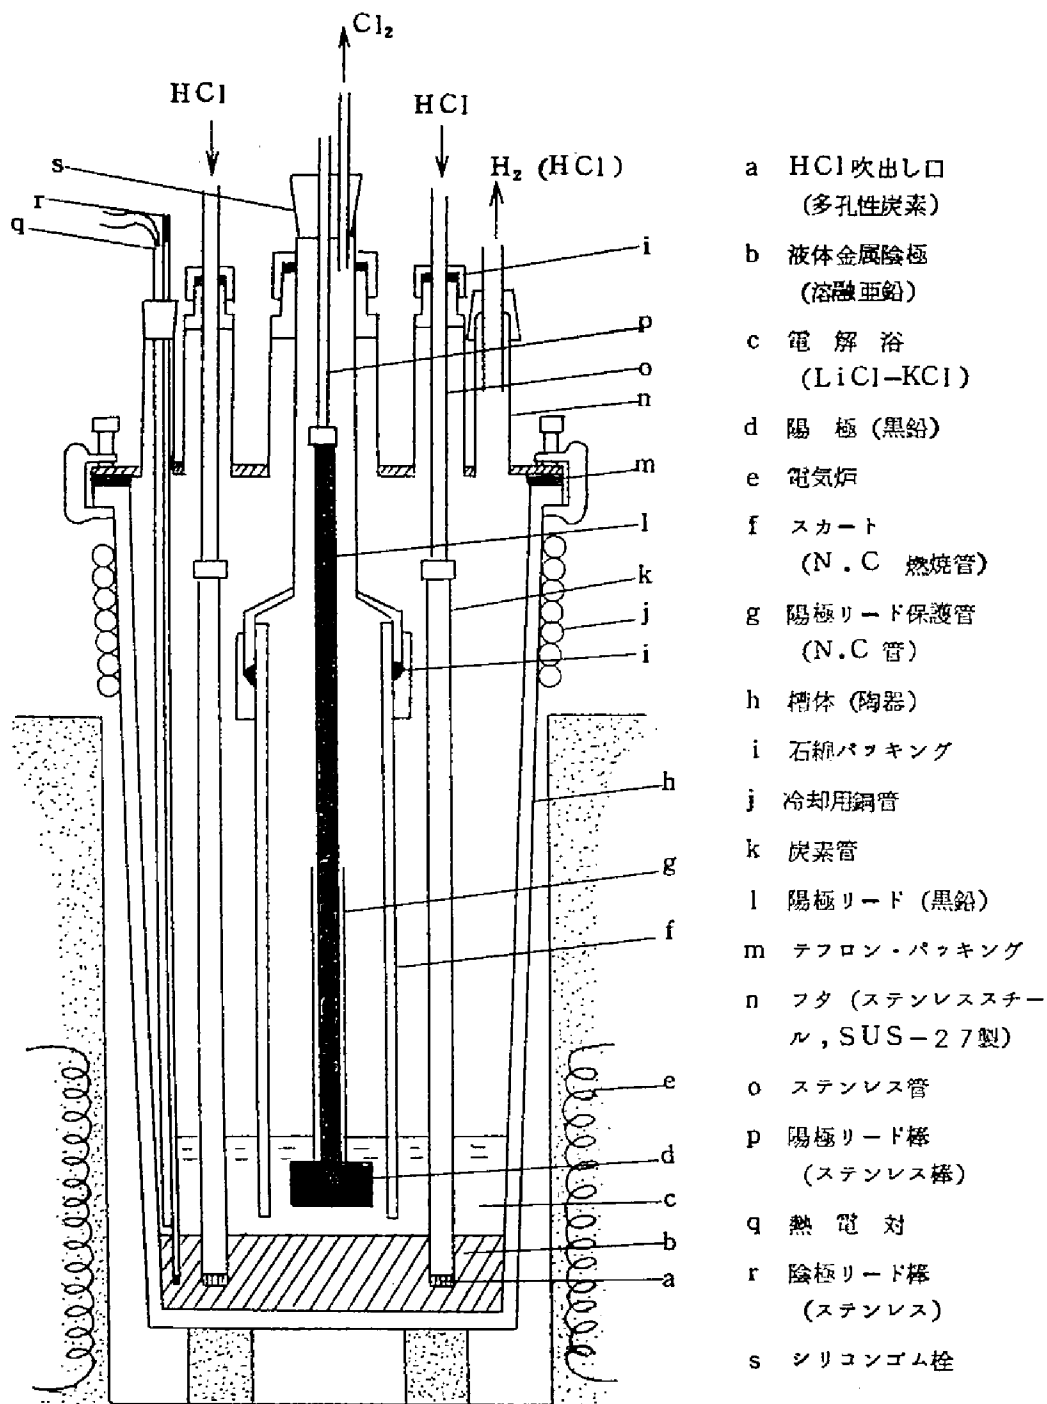 Cl₂
HCl
HCl
H₂ (HCl)
s
r
q
i
p
o
n
m
l
k
j
i
h
g
f
e
d
c
b
a
a HCl吹出し口
(多孔性炭素)
b 液体金属陰極
(溶融亜鉛)
c 電解浴
(LiCl-KCl)
d 陽極 (黒鉛)
e 電気炉
f スカート
(N.C 燃焼管)
g 陽極リード保護管
(N.C 管)
h 槽体 (陶器)
i 石綿パッキング
j 冷却用銅管
k 炭素管
l 陽極リード (黒鉛)
m テフロン・パッキング
n フタ (ステンレススチー
ル, SUS-27製)
o ステンレス管
p 陽極リード棒
(ステンレス棒)
q 熱電対
r 陰極リード棒
(ステンレス)
s シリコンゴム栓